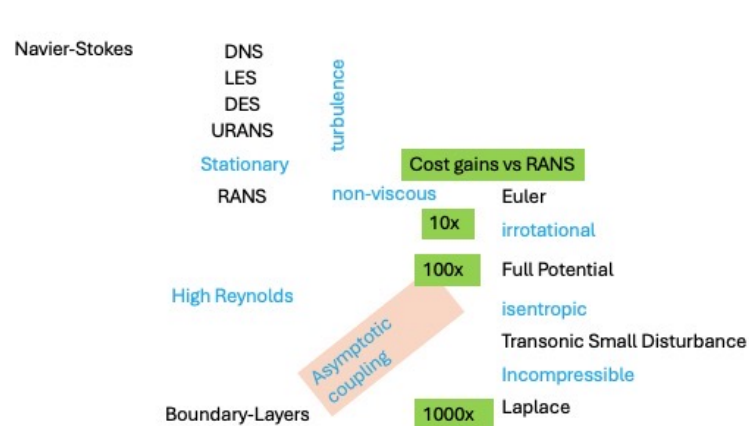 Navier-Stokes
DNS
LES
DES
URANS
turbulence
Stationary
Cost gains vs RANS
RANS
non-viscous
Euler
10x
irrotational
100x
Full Potential
High Reynolds
isentropic
Asymptotic
coupling
Transonic Small Disturbance
Incompressible
Boundary-Layers
1000x
Laplace